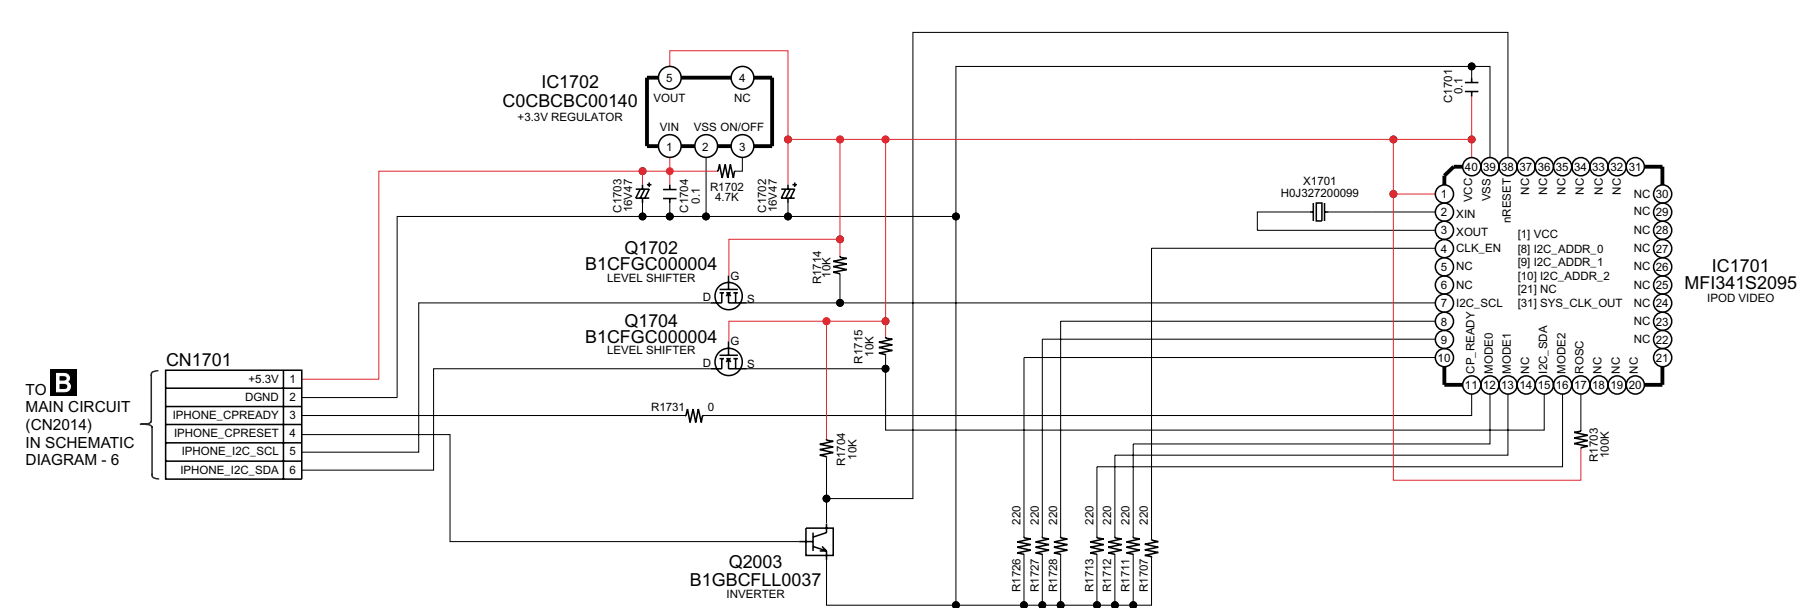 IC1702
C0CBCBC00140
+3.3V REGULATOR
5
4
VOUT
NC
VIN
VSS
ON/OFF
1
2
3
C1703
16V47
C1704
0.1
R1702
4.7K
C1702
16V47
Q1702
B1CFGC000004
LEVEL SHIFTER
G
D
S
R1714
10K
Q1704
B1CFGC000004
LEVEL SHIFTER
G
D
S
R1715
10K
CN1701
+5.3V 1
DGND 2
IPHONE_CPREADY 3
IPHONE_CPRESET 4
IPHONE_I2C_SCL 5
IPHONE_I2C_SDA 6
TO B
MAIN CIRCUIT
(CN2014)
IN SCHEMATIC
DIAGRAM - 6
R1731 0
R1704
10K
Q2003
B1GBCFLL0037
INVERTER
R1726 220
R1727 220
R1728 220
R1713 220
R1712 220
R1711 220
R1707 220
C1701
0.1
X1701
H0J327200099
40 39 38 37 36 35 34 33 32 31
VCC
VSS
nRESET
NC
NC
NC
NC
NC
NC
1
2 XIN
3 XOUT
4 CLK_EN
5 NC
6 NC
7 I2C_SCL
8
9
10
[1] VCC
[8] I2C_ADDR_0
[9] I2C_ADDR_1
[10] I2C_ADDR_2
[21] NC
[31] SYS_CLK_OUT
NC 30
NC 29
NC 28
NC 27
NC 26
NC 25
NC 24
NC 23
NC 22
21
CP_READY
MODE0
MODE1
NC
I2C_SDA
MODE2
ROSC
NC
NC
NC
11 12 13 14 15 16 17 18 19 20
R1703
100K
IC1701
MFI341S2095
IPOD VIDEO